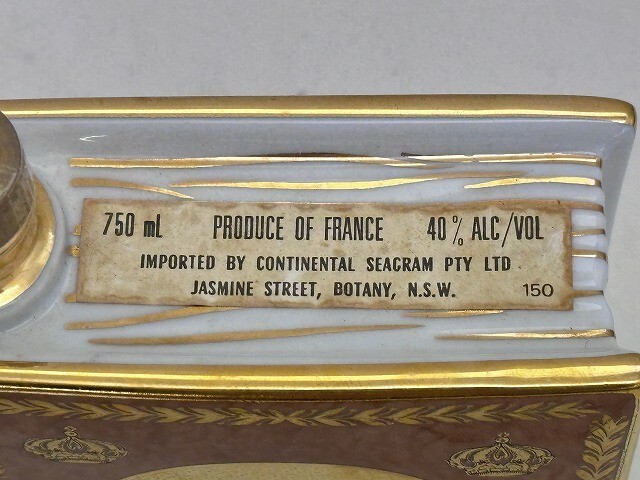 750 mL PRODUCE OF FRANCE 40% ALC/VOL
IMPORTED BY CONTINENTAL SEAGRAM PTY LTD
JASMINE STREET, BOTANY, N.S.W. 150